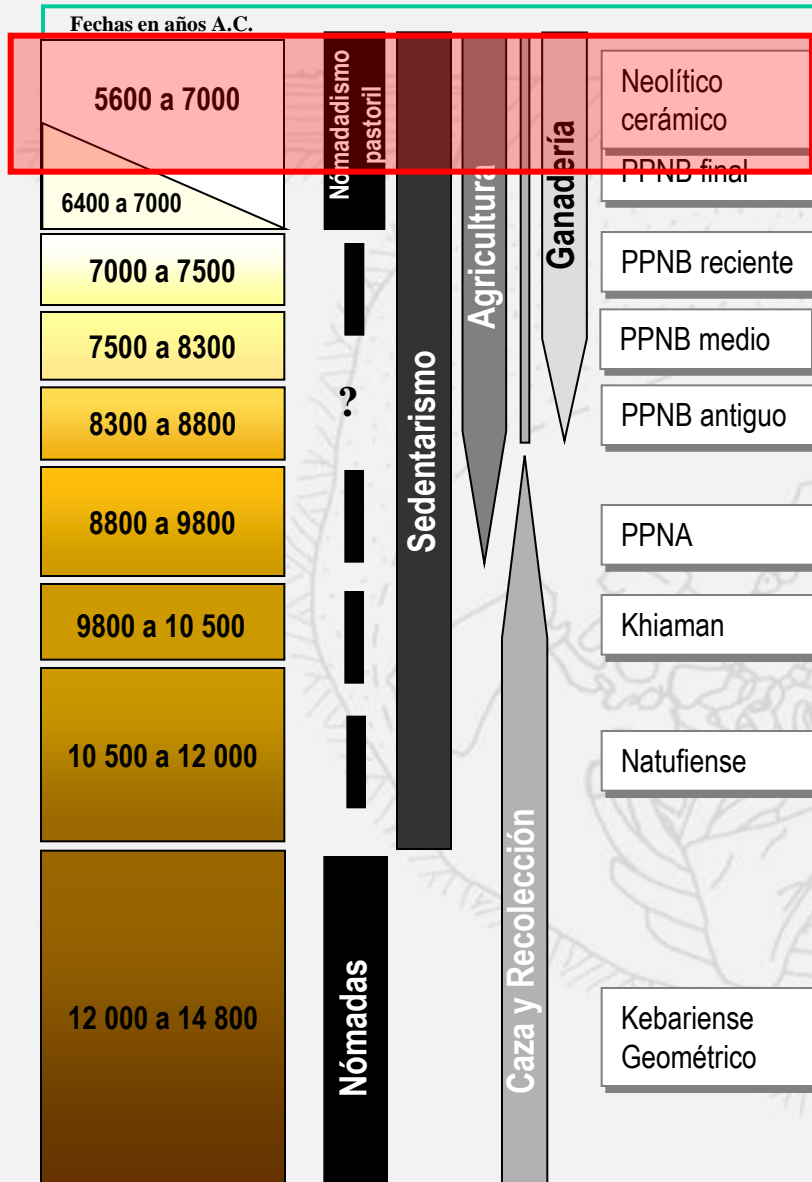 Fechas en años A.C.
5600 a 7000
6400 a 7000
7000 a 7500
7500 a 8300
8300 a 8800
8800 a 9800
9800 a 10 500
10 500 a 12 000
12 000 a 14 800
Nómadadismo
pastoril
?
Nómadas
Sedentarismo
Agricultura
Ganadería
Caza y Recolección
Neolítico
cerámico
PPNB final
PPNB reciente
PPNB medio
PPNB antiguo
PPNA
Khiaman
Natufiense
Kebariense
Geométrico